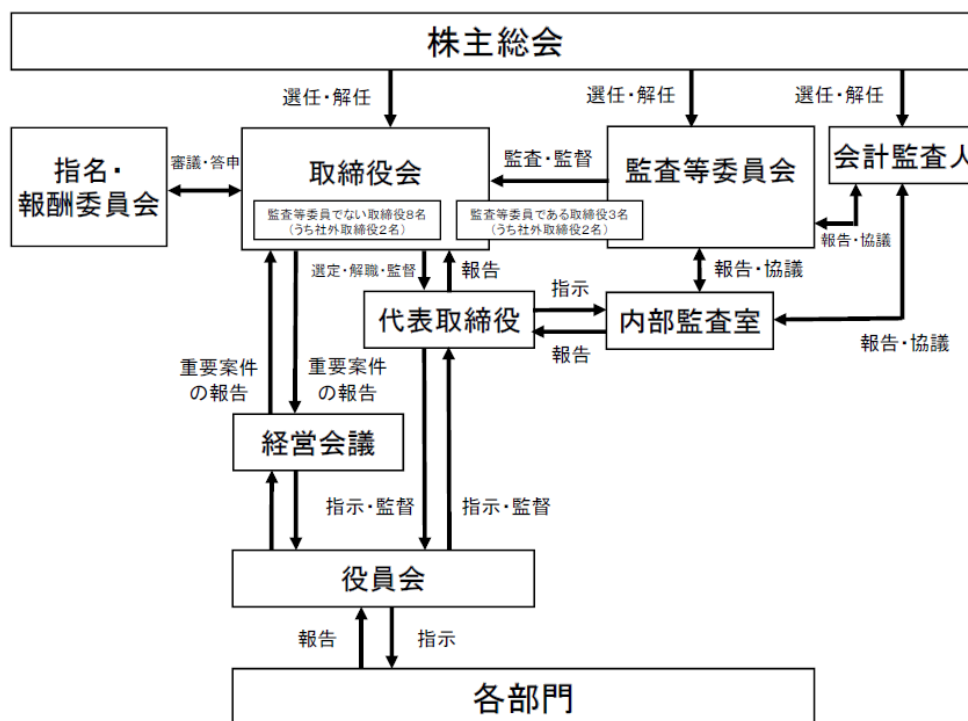 株主総会
選任・解任
選任・解任
選任・解任
指名・
報酬委員会
審議・答申
取締役会
監査等委員でない取締役8名
(うち社外取締役2名)
監査・監督
監査等委員会
監査等委員である取締役3名
(うち社外取締役2名)
会計監査人
報告・協議
選定・解職・監督
報告
報告・協議
代表取締役
指示
報告
内部監査室
報告・協議
重要案件
の報告
重要案件
の報告
経営会議
指示・監督
指示・監督
役員会
報告
指示
各部門